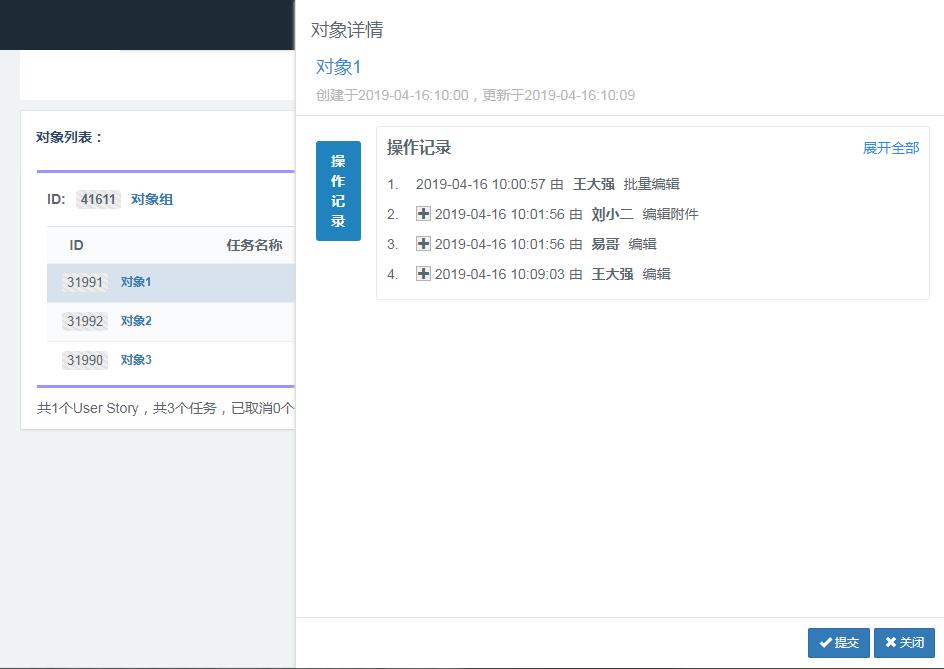 对象详情
对象1
创建于2019-04-16:10:00，更新于2019-04-16:10:09
对象列表：
ID: 41611 对象组
ID 任务名称
31991 对象1
31992 对象2
31990 对象3
共1个User Story，共3个任务，已取消0个
操作记录
操作记录 展开全部
1. 2019-04-16 10:00:57 由 王大强 批量编辑
2. 2019-04-16 10:01:56 由 刘小二 编辑附件
3. 2019-04-16 10:01:56 由 易哥 编辑
4. 2019-04-16 10:09:03 由 王大强 编辑
提交 关闭